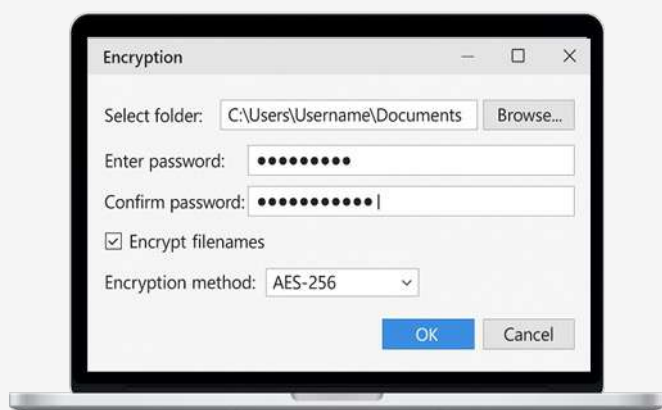 Encryption
Select folder: C:\Users\Username\Documents Browse...
Enter password: ●●●●●●●●●
Confirm password: ●●●●●●●●●●●|
Encrypt filenames
Encryption method: AES-256
OK Cancel